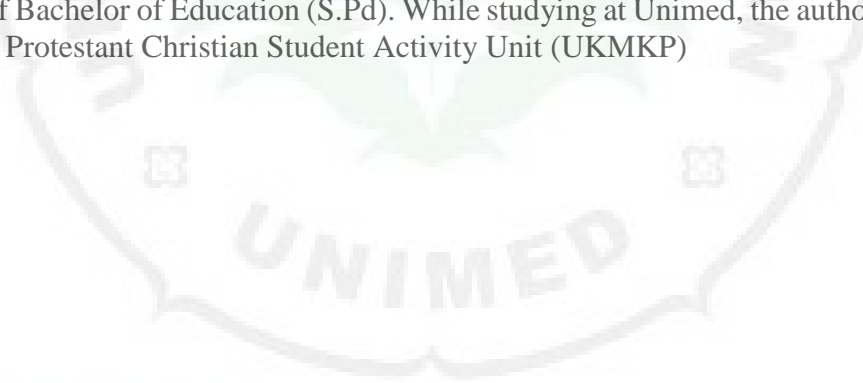 f Bachelor of Education (S.Pd). While studying at Unimed, the autho
Protestant Christian Student Activity Unit (UKMKP)
UNIMED